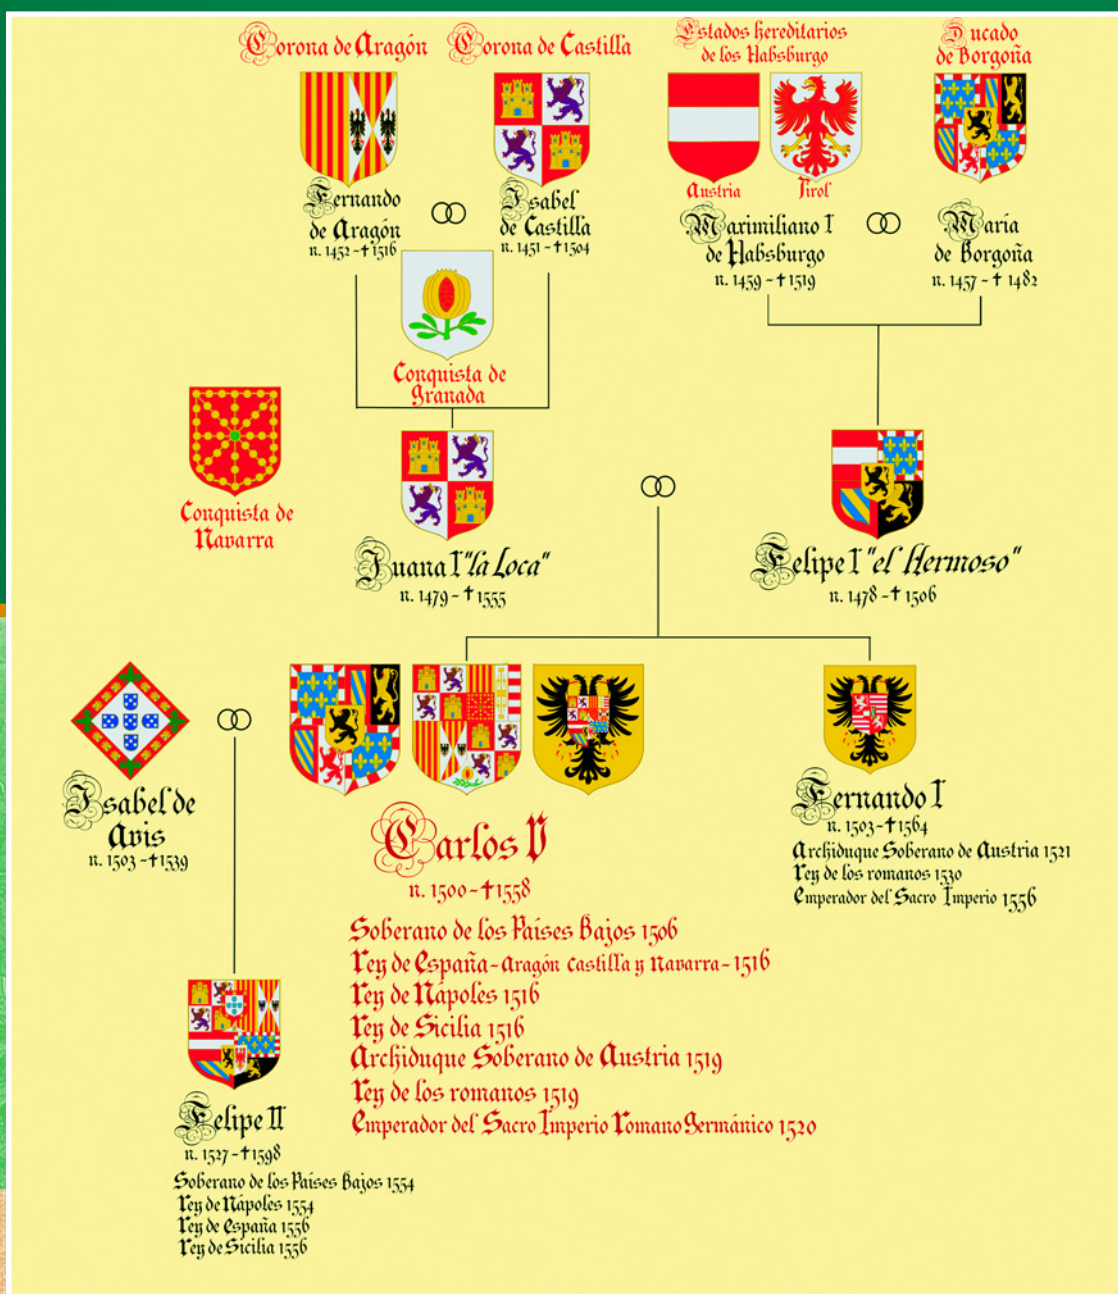 Corona de Aragón
Corona de Castilla
Estados hereditarios
de los Habsburgo
Ducado
de Borgoña
Austria
Tirol
Fernando
de Aragón
n. 1452 - † 1516
Isabel
de Castilla
n. 1451 - † 1504
Maximiliano I
de Habsburgo
n. 1459 - † 1519
María
de Borgoña
n. 1457 - † 1482
Conquista de
Granada
Conquista de
Navarra
Juana I "la Loca"
n. 1479 - † 1555
Felipe I "el Hermoso"
n. 1478 - † 1506
Isabel de
Avis
n. 1503 - † 1539
Carlos V
n. 1500 - † 1558
Soberano de los Países Bajos 1506
Rey de España - Aragón Castilla y Navarra - 1516
Rey de Nápoles 1516
Rey de Sicilia 1516
Archiduque Soberano de Austria 1519
Rey de los romanos 1519
Emperador del Sacro Imperio Romano Germánico 1520
Fernando I
n. 1503 - † 1564
Archiduque Soberano de Austria 1521
Rey de los romanos 1530
Emperador del Sacro Imperio 1556
Felipe II
n. 1527 - † 1598
Soberano de los Países Bajos 1554
Rey de Nápoles 1554
Rey de España 1556
Rey de Sicilia 1556